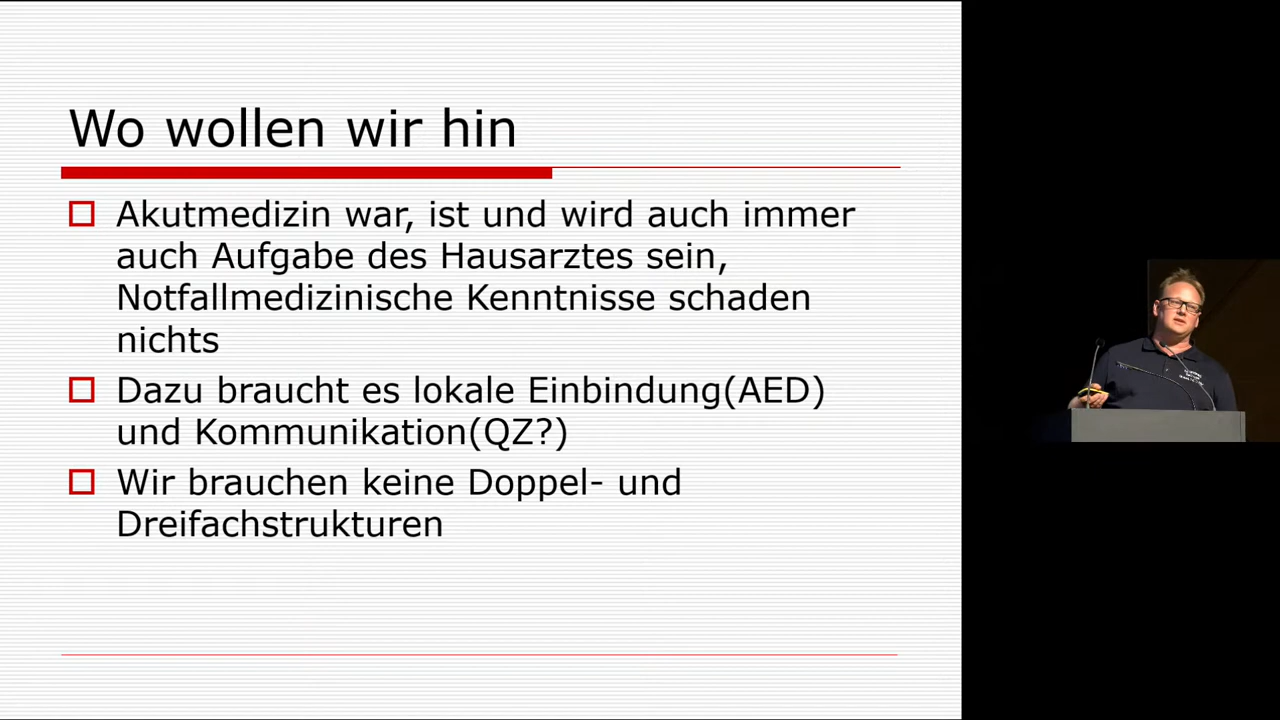 Wo wollen wir hin
Akutmedizin war, ist und wird auch immer
auch Aufgabe des Hausarztes sein,
Notfallmedizinische Kenntnisse schaden
nichts
Dazu braucht es lokale Einbindung(AED)
und Kommunikation(QZ?)
Wir brauchen keine Doppel- und
Dreifachstrukturen